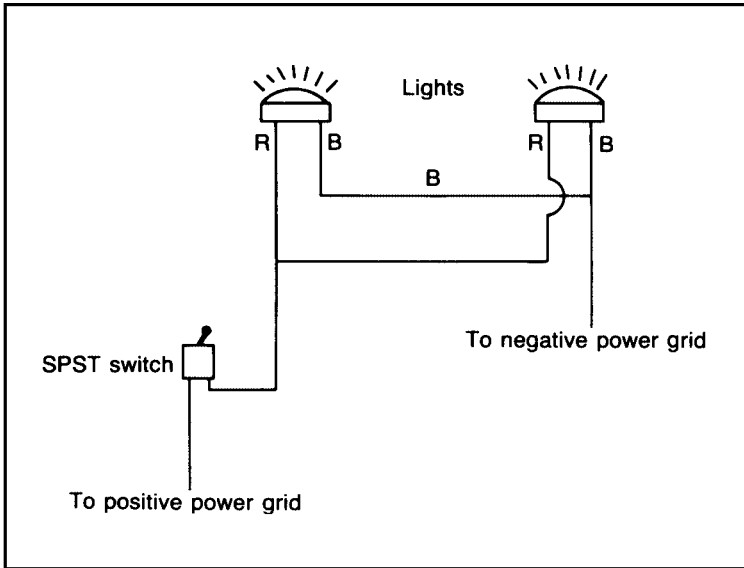 Lights
R
B
R
B
B
To negative power grid
SPST switch
To positive power grid